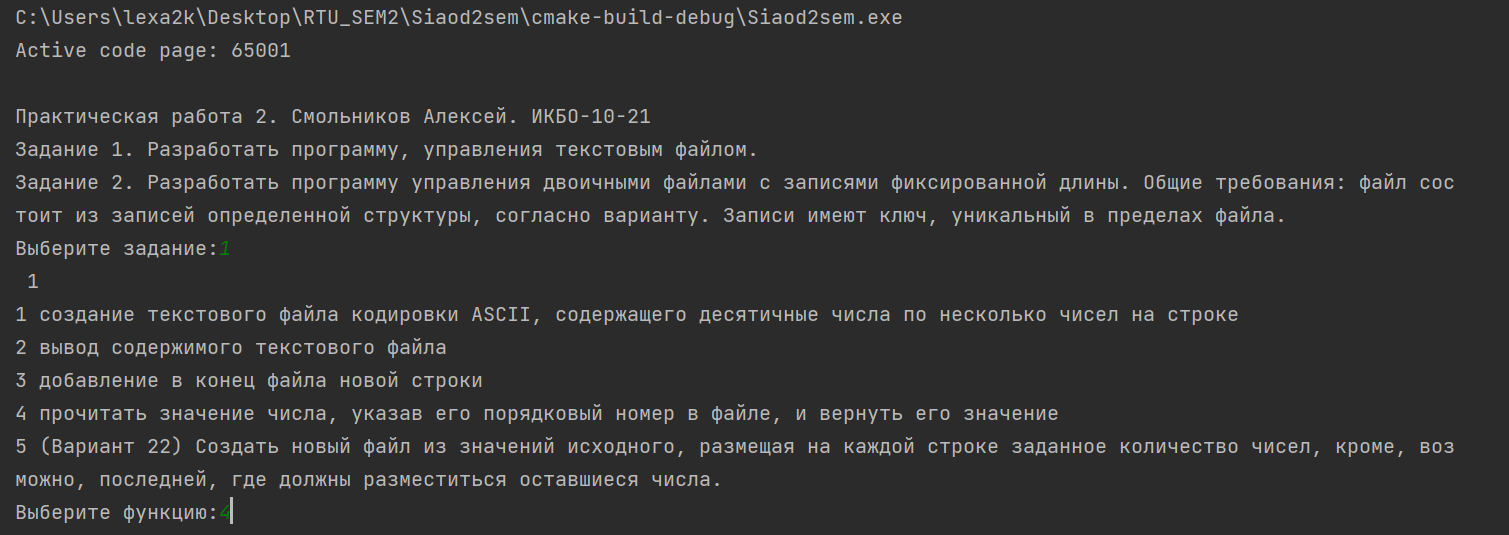 C:\Users\lexa2k\Desktop\RTU_SEM2\Siaod2sem\cmake-build-debug\Siaod2sem.exe
Active code page: 65001
Практическая работа 2. Смольников Алексей. ИКБО-10-21
Задание 1. Разработать программу, управления текстовым файлом.
Задание 2. Разработать программу управления двоичными файлами с записями фиксированной длины. Общие требования: файл сос
тоит из записей определенной структуры, согласно варианту. Записи имеют ключ, уникальный в пределах файла.
Выберите задание:1
1
1 создание текстового файла кодировки ASCII, содержащего десятичные числа по несколько чисел на строке
2 вывод содержимого текстового файла
3 добавление в конец файла новой строки
4 прочитать значение числа, указав его порядковый номер в файле, и вернуть его значение
5 (Вариант 22) Создать новый файл из значений исходного, размещая на каждой строке заданное количество чисел, кроме, воз
можно, последней, где должны разместиться оставшиеся числа.
Выберите функцию:4